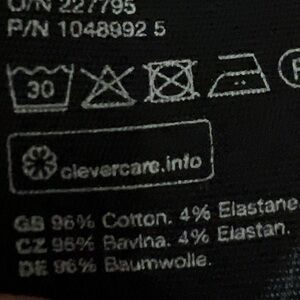 O/N 227795
P/N 1048992 5
30
clevercare.info
GB 96% Cotton. 4% Elastane
CZ 96% Bavlna. 4% Elastan.
DE 96% Baumwolle.